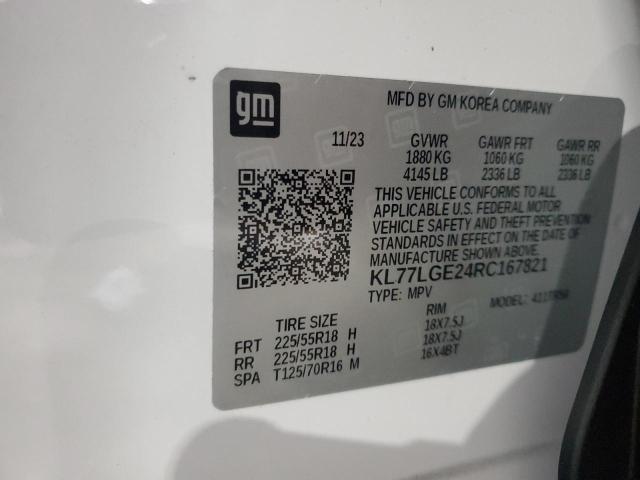 gm
MFD BY GM KOREA COMPANY
11/23 GVWR GAWR FRT GAWR RR
1880 KG 1060 KG 1060 KG
4145 LB 2336 LB 2336 LB
THIS VEHICLE CONFORMS TO ALL
APPLICABLE U.S. FEDERAL MOTOR
VEHICLE SAFETY AND THEFT PREVENTION
STANDARDS IN EFFECT ON THE DATE OF
MANUFACTURE SHOWN ABOVE.
KL77LGE24RC167821
TYPE: MPV MODEL:
TIRE SIZE RIM
FRT 225/55R18 H 18X7.5J
RR 225/55R18 H 18X7.5J
SPA T125/70R16 M 16X4BT